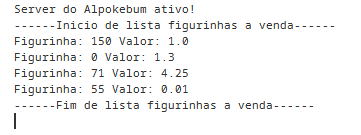 Server do Alpokebum ativo!
------Inicio de lista figurinhas a venda------
Figurinha: 150 Valor: 1.0
Figurinha: 0 Valor: 1.3
Figurinha: 71 Valor: 4.25
Figurinha: 55 Valor: 0.01
------Fim de lista figurinhas a venda------